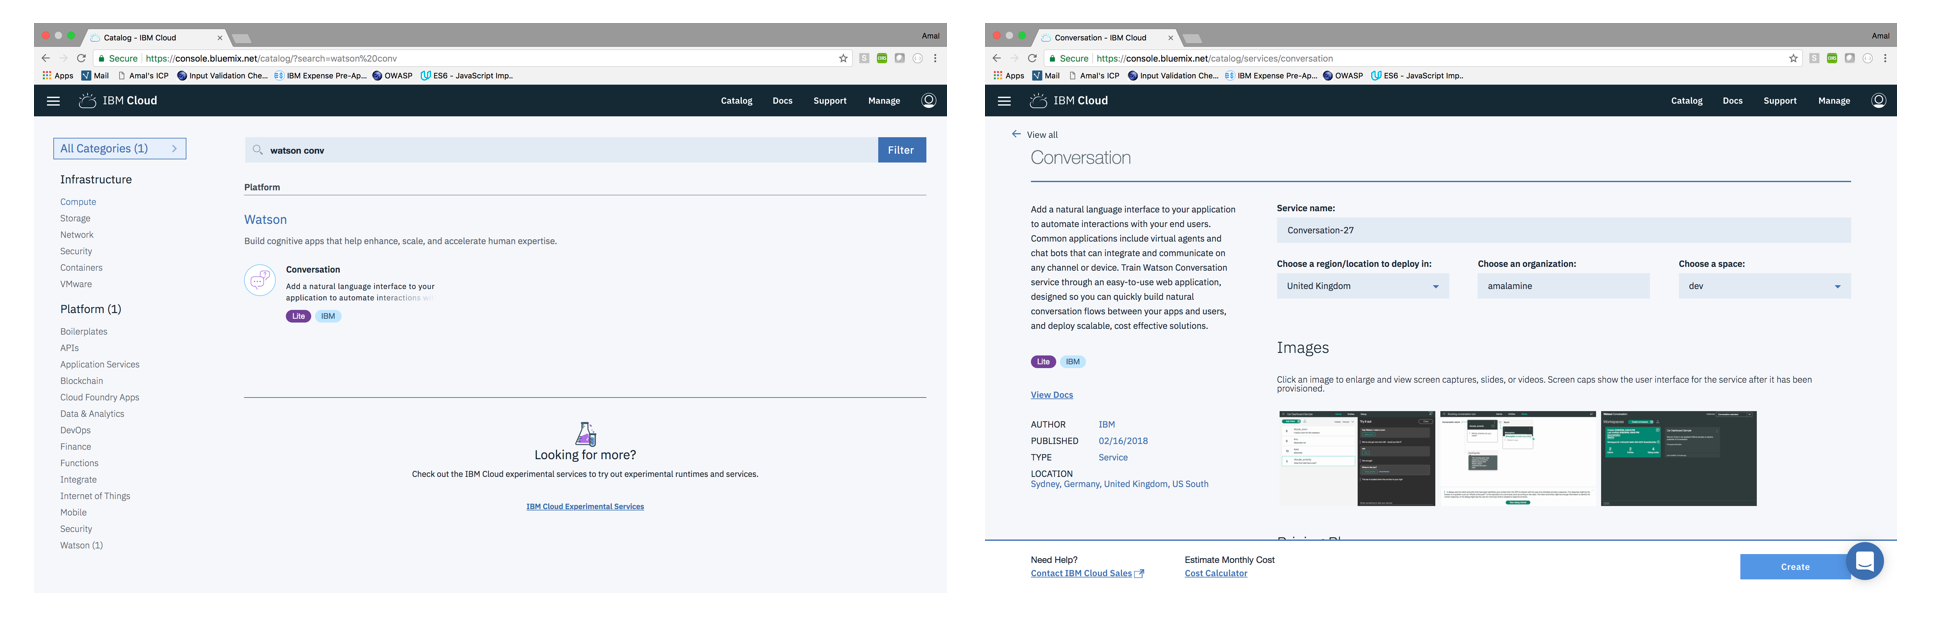 Catalog - IBM Cloud
Amal
Secure | https://console.bluemix.net/catalog/?search=watson%20conv
Apps Mail Amal's ICP Input Validation Che... IBM Expense Pre-Ap... OWASP ES6 - JavaScript Imp...
IBM Cloud
Catalog Docs Support Manage
All Categories (1)
watson conv
Filter
Infrastructure
Compute
Storage
Network
Security
Containers
VMware
Platform (1)
Boilerplates
APIs
Application Services
Blockchain
Cloud Foundry Apps
Data & Analytics
DevOps
Finance
Functions
Integrate
Internet of Things
Mobile
Security
Watson (1)
Platform
Watson
Build cognitive apps that help enhance, scale, and accelerate human expertise.
Conversation
Add a natural language interface to your
application to automate interactions wi
Lite IBM
Looking for more?
Check out the IBM Cloud experimental services to try out experimental runtimes and services.
IBM Cloud Experimental Services
Conversation - IBM Cloud
Amal
Secure | https://console.bluemix.net/catalog/services/conversation
Apps Mail Amal's ICP Input Validation Che... IBM Expense Pre-Ap... OWASP ES6 - JavaScript Imp...
IBM Cloud
Catalog Docs Support Manage
View all
Conversation
Add a natural language interface to your application
to automate interactions with your end users.
Common applications include virtual agents and
chat bots that can integrate and communicate on
any channel or device. Train Watson Conversation
service through an easy-to-use web application,
designed so you can quickly build natural
conversation flows between your apps and users,
and deploy scalable, cost effective solutions.
Lite IBM
View Docs
AUTHOR IBM
PUBLISHED 02/16/2018
TYPE Service
LOCATION
Sydney, Germany, United Kingdom, US South
Service name:
Conversation-27
Choose a region/location to deploy in:
United Kingdom
Choose an organization:
amalamine
Choose a space:
dev
Images
Click an image to enlarge and view screen captures, slides, or videos. Screen caps show the user interface for the service after it has been
provisioned.
Need Help?
Contact IBM Cloud Sales
Estimate Monthly Cost
Cost Calculator
Create